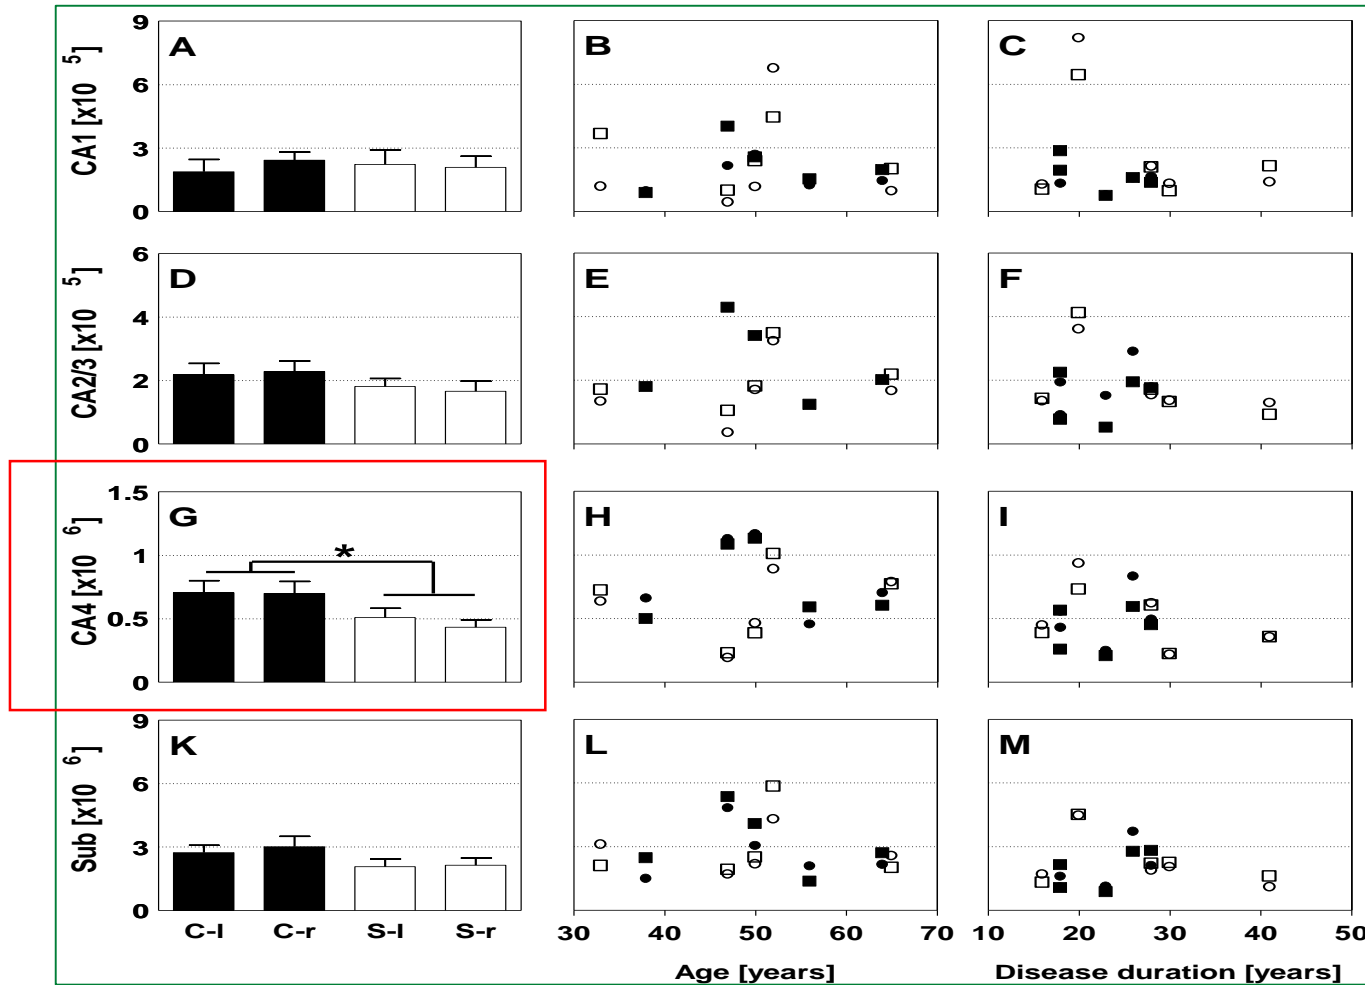 9 A B C
6
3
0
CA1 [x10 5]
6 D E F
4
2
0
CA2/3 [x10 5]
1.5 G H I
1 *
0.5
0
CA4 [x10 6]
9 K L M
6
3
0
Sub [x10 6]
C-l C-r S-l S-r 30 40 50 60 70 10 20 30 40 50
Age [years] Disease duration [years]